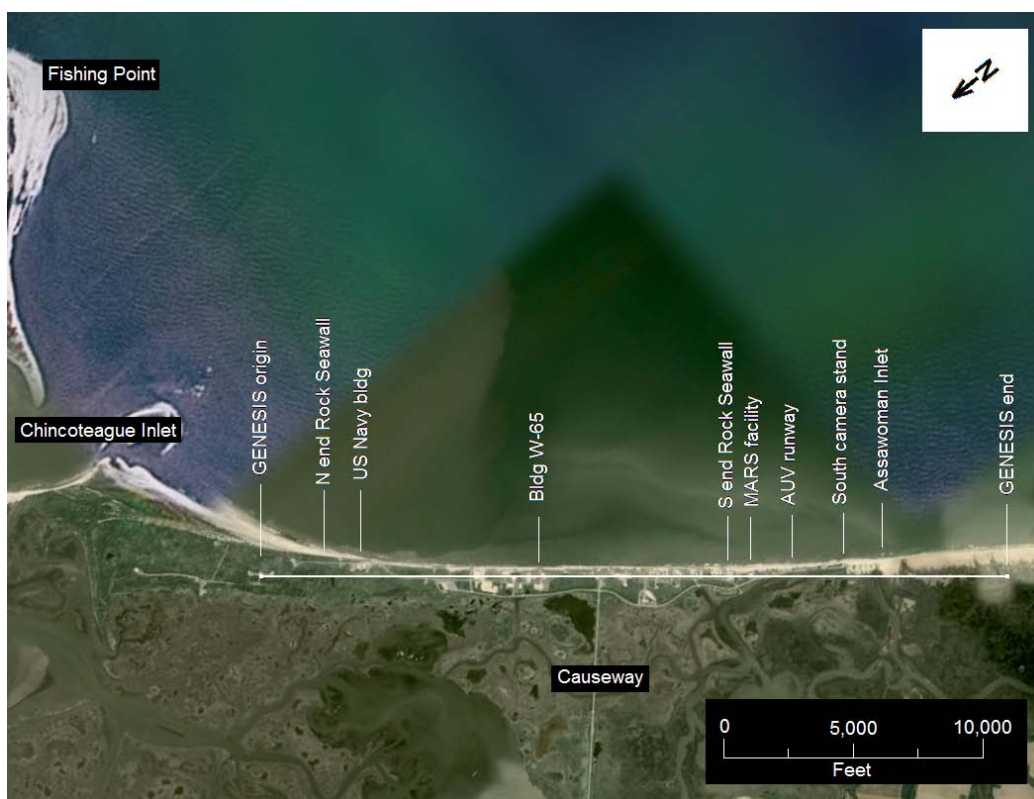 Fishing Point
N
Chincoteague Inlet
GENESIS origin
N end Rock Seawall
US Navy bldg
Bldg W-65
S end Rock Seawall
MARS facility
AUV runway
South camera stand
Assawoman Inlet
GENESIS end
Causeway
0 5,000 10,000
Feet